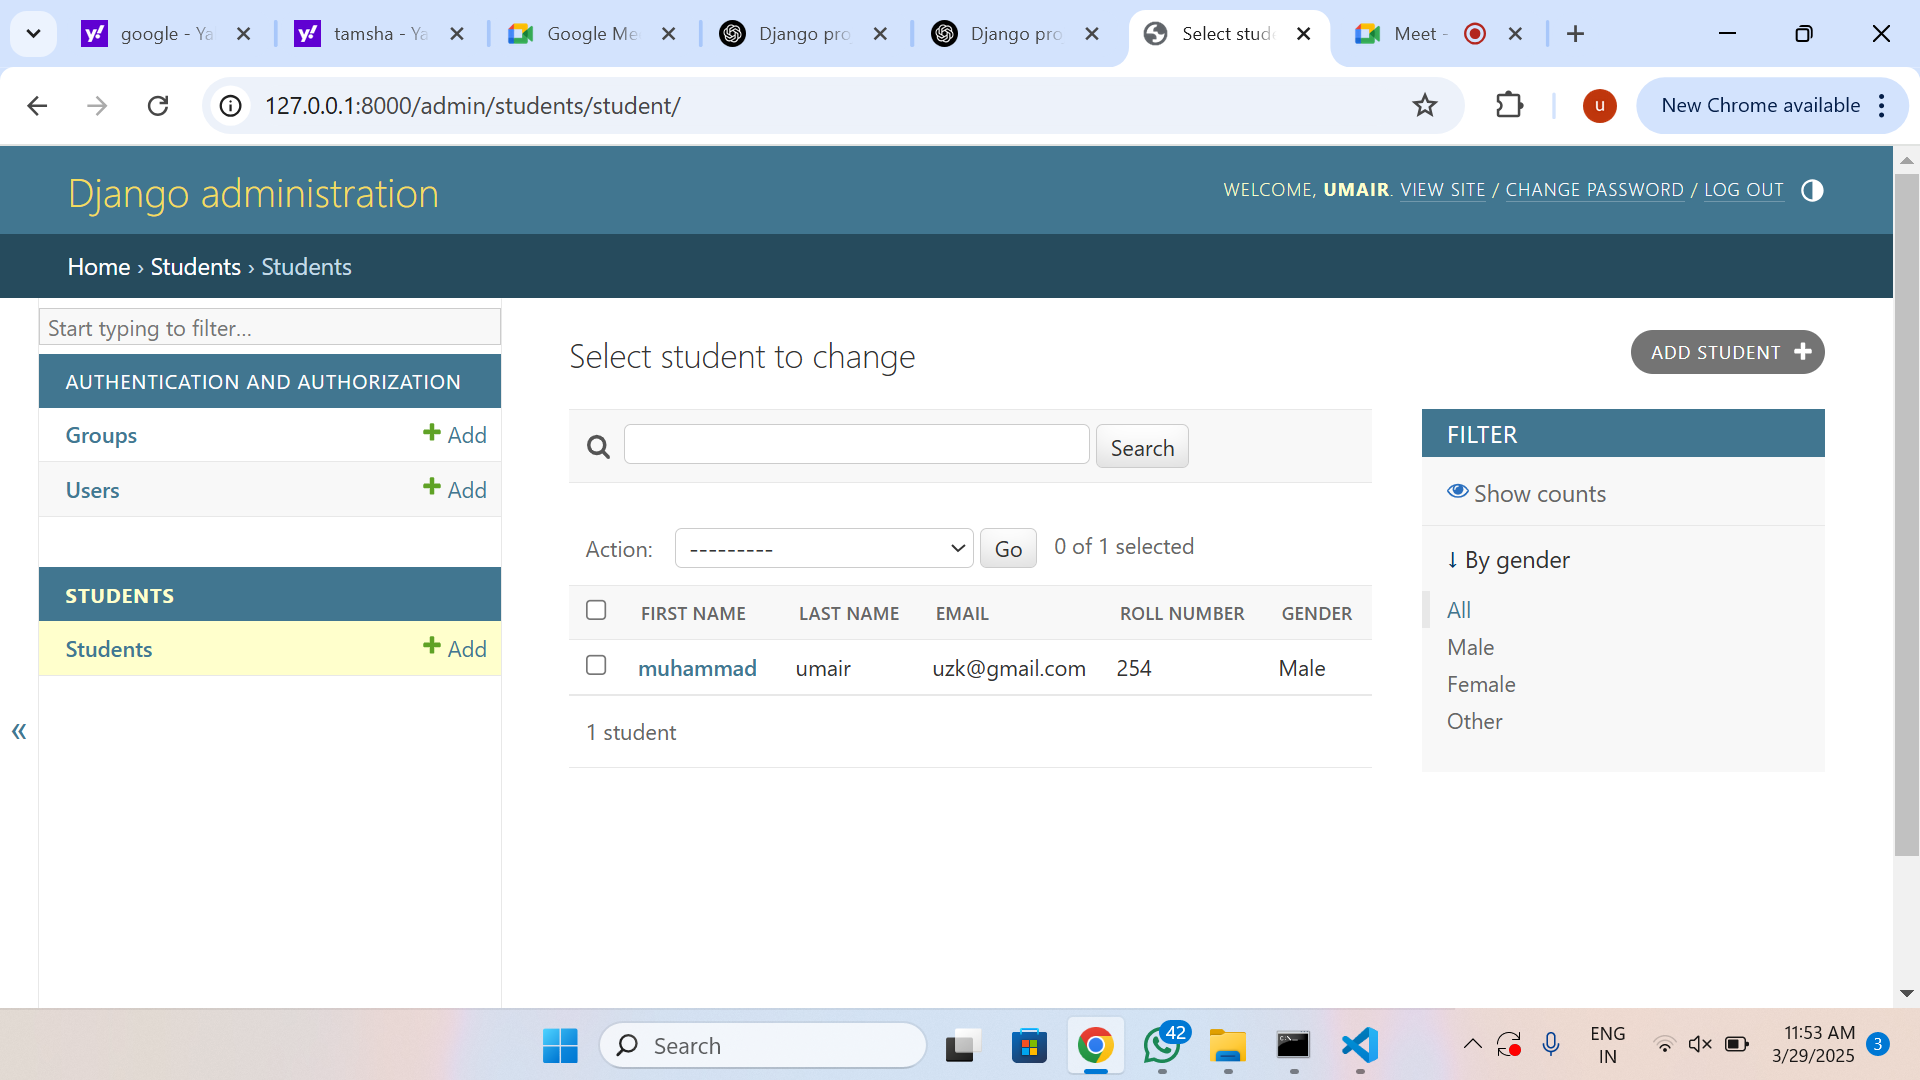 google - Ya
tamsha - Ya
Google Me
Django pro
Django pro
Select stude
Meet -
127.0.0.1:8000/admin/students/student/
u
New Chrome available
Django administration
WELCOME, UMAIR. VIEW SITE / CHANGE PASSWORD / LOG OUT
Home › Students › Students
Start typing to filter...
AUTHENTICATION AND AUTHORIZATION
Groups
Add
Users
Add
STUDENTS
Students
Add
«
Select student to change
ADD STUDENT
Search
Action: --------- Go 0 of 1 selected
FIRST NAME LAST NAME EMAIL ROLL NUMBER GENDER
muhammad umair uzk@gmail.com 254 Male
1 student
FILTER
Show counts
↓ By gender
All
Male
Female
Other
Search
42
ENG
IN
11:53 AM
3/29/2025
3